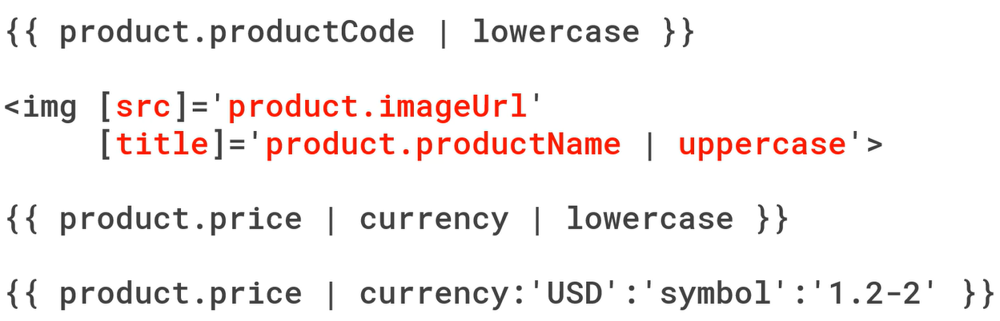 {{ product.productCode | lowercase }}
<img [src]='product.imageUrl'
[title]='product.productName | uppercase'>
{{ product.price | currency | lowercase }}
{{ product.price | currency:'USD':'symbol':'1.2-2' }}